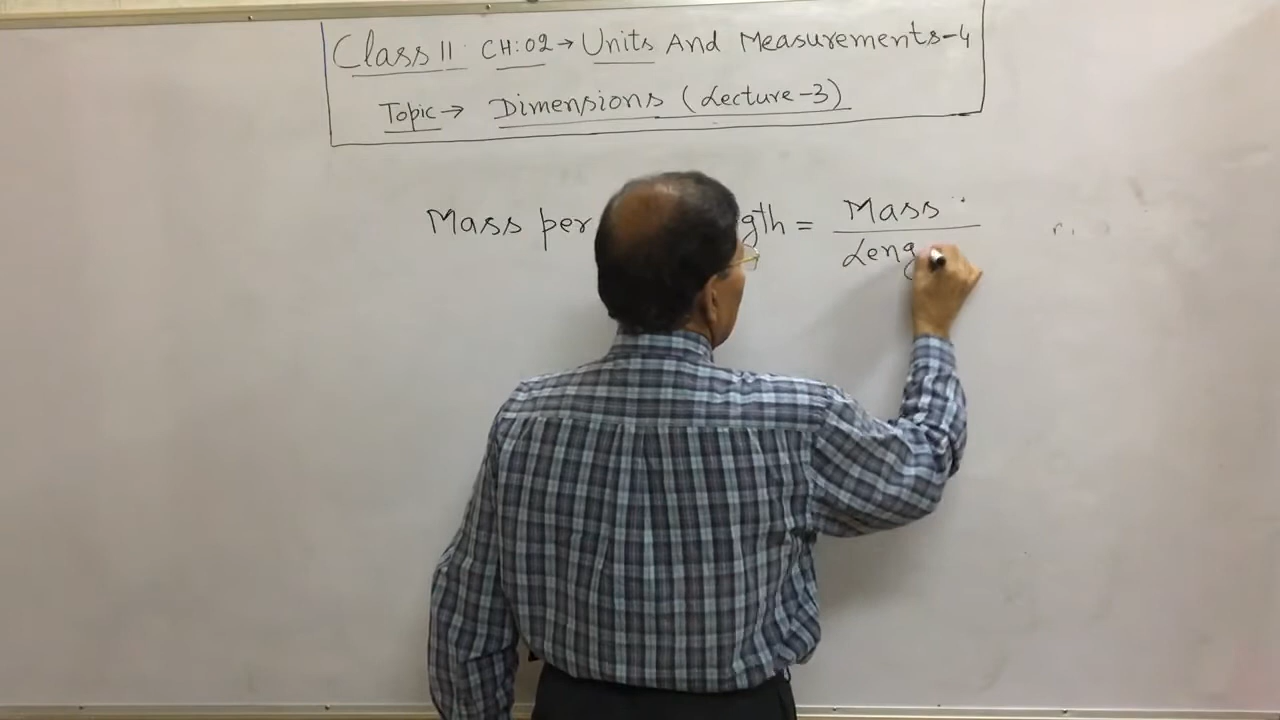 Class 11: CH:02→ Units And Measurements-4
Topic→ Dimensions (Lecture-3)
Mass per gth = Mass
Leng